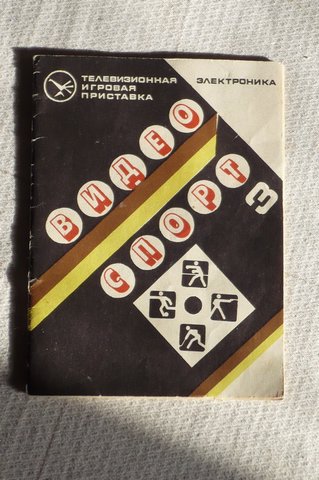 ТЕЛЕВИЗИОННАЯ
ИГРОВАЯ
ПРИСТАВКА
ЭЛЕКТРОНИКА
ВИДЕО
СПОРТ
3